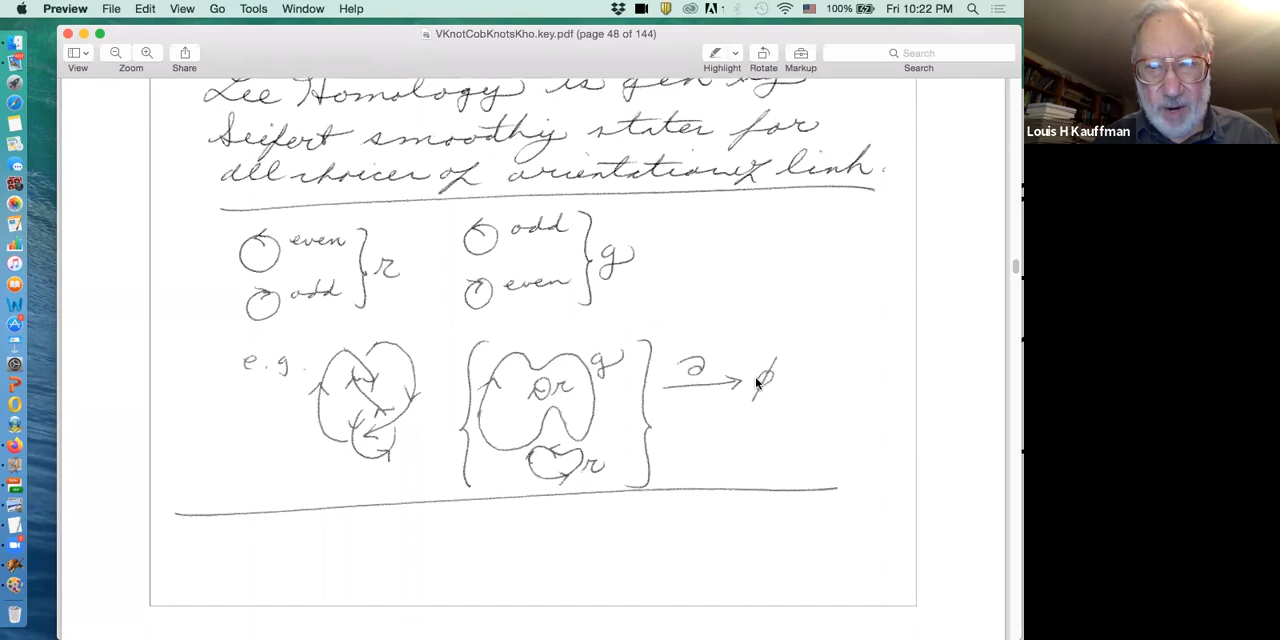 Preview File Edit View Go Tools Window Help 100% Fri 10:22 PM
VKnotCobKnotsKho.key.pdf (page 48 of 144)
View Zoom Share Highlight Rotate Markup Search
Search
Louis H Kauffman
Lee Homology is gen by
Seifert smoothing states for
all choices of orientation of link.
even odd
r g
odd even
e.g. g
r ∂ → ϕ
r